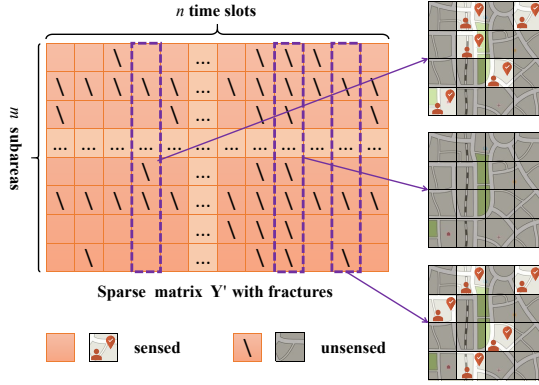 n time slots
m subareas
... ... ... ... ... ... ... ... ... ... ... ...
Sparse matrix Y' with fractures
sensed
unsensed